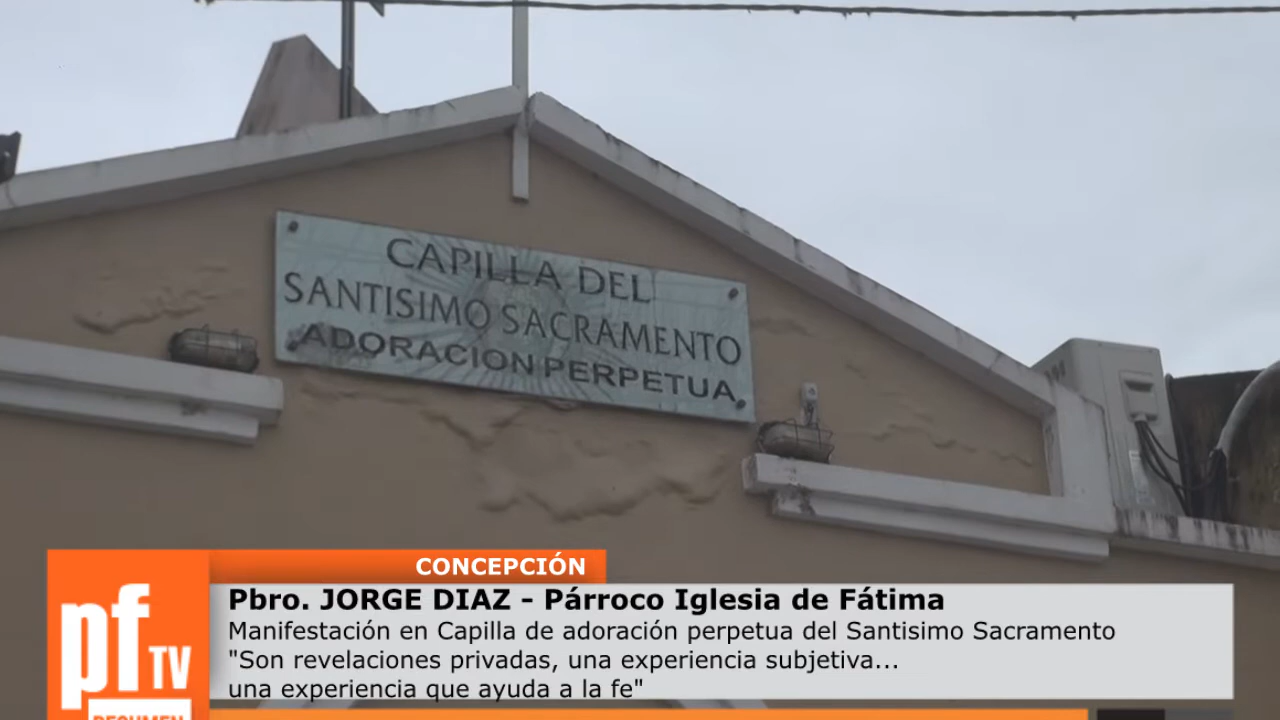 CAPILLA DEL
SANTISIMO SACRAMENTO
ADORACION PERPETUA
CONCEPCIÓN
Pbro. JORGE DIAZ - Párroco Iglesia de Fátima
Manifestación en Capilla de adoración perpetua del Santisimo Sacramento
"Son revelaciones privadas, una experiencia subjetiva...
una experiencia que ayuda a la fe"
pf TV
RESUMEN